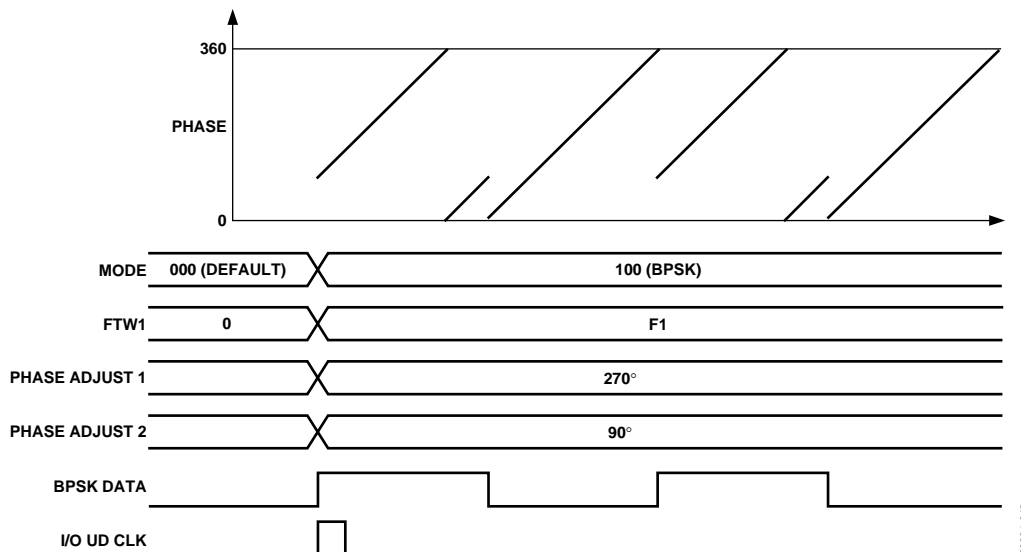 360
PHASE
0
MODE 000 (DEFAULT) 100 (BPSK)
FTW1 0 F1
PHASE ADJUST 1 270°
PHASE ADJUST 2 90°
BPSK DATA
I/O UD CLK